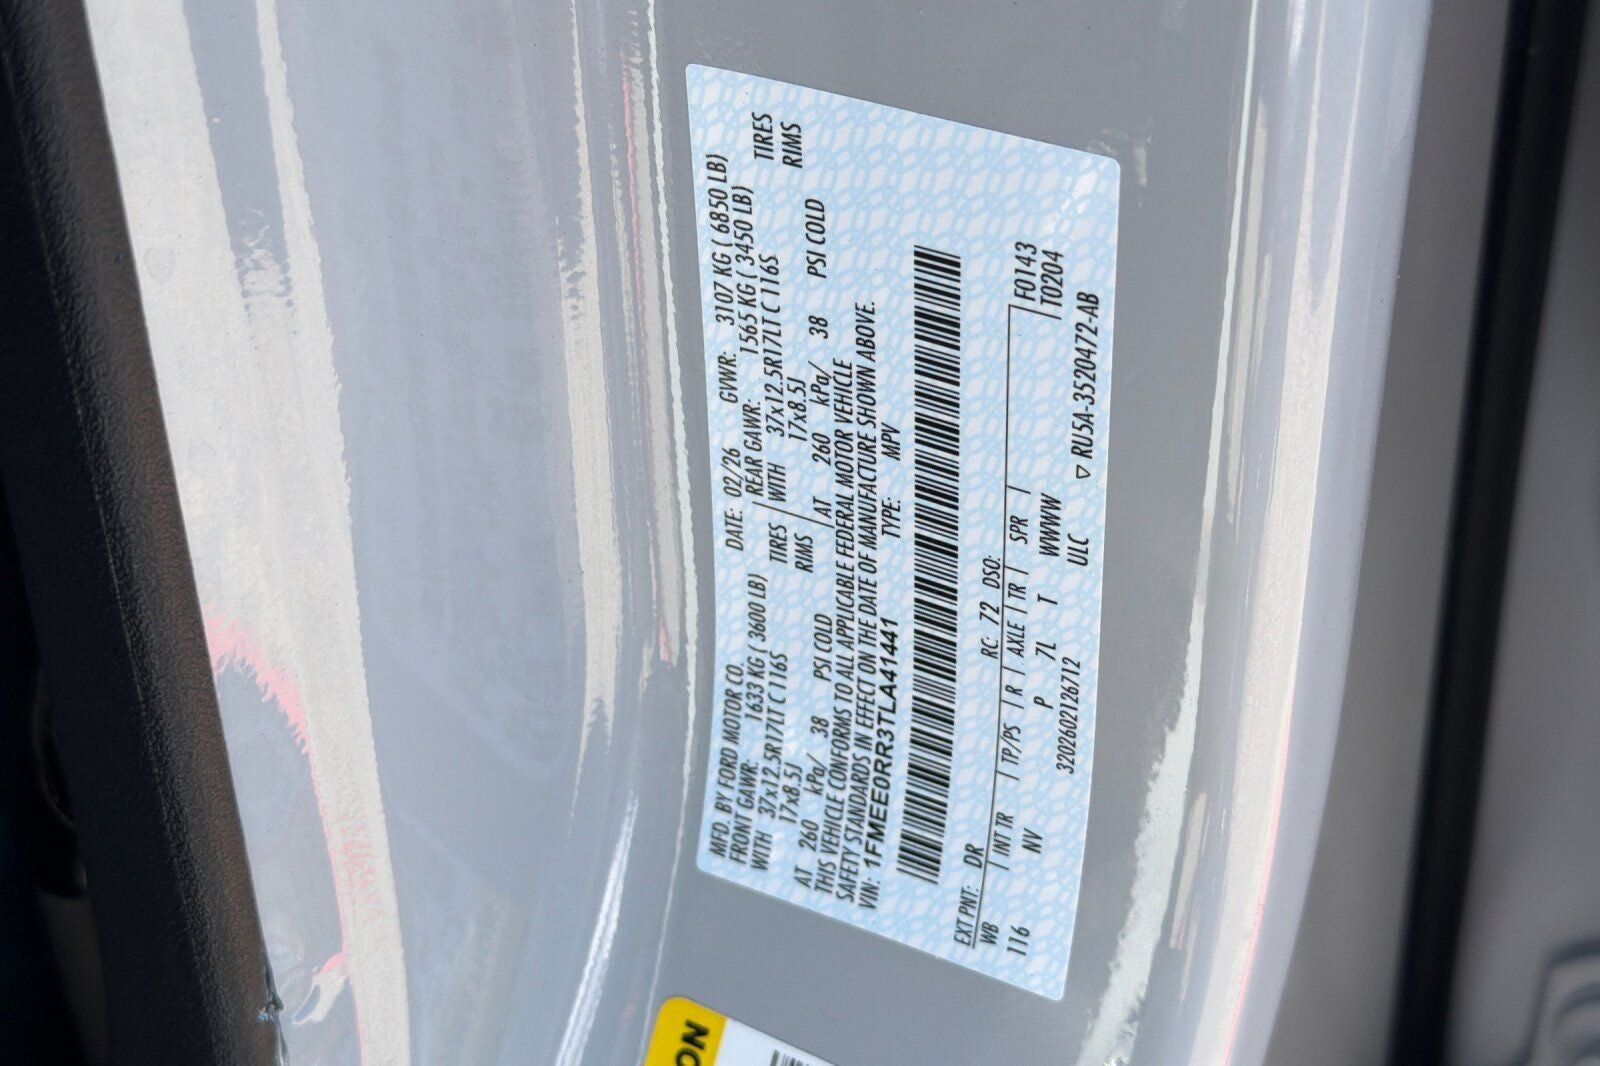 MFD. BY FORD MOTOR CO. DATE: 02/26 GVWR: 3107 KG ( 6850 LB)
FRONT GAWR: 1633 KG ( 3600 LB) REAR GAWR: 1565 KG ( 3450 LB)
WITH 37x12.5R17LT C 116S TIRES WITH 37x12.5R17LT C 116S TIRES
17x8.5J RIMS 17x8.5J RIMS
AT 260 kPa/ 38 PSI COLD AT 260 kPa/ 38 PSI COLD
THIS VEHICLE CONFORMS TO ALL APPLICABLE FEDERAL MOTOR VEHICLE
SAFETY STANDARDS IN EFFECT ON THE DATE OF MANUFACTURE SHOWN ABOVE.
VIN: 1FMEE0RR3TLA41441 TYPE: MPV
EXT PNT: DR RC: 72 DSO: F0143
WB INT TR TP/PS R AXLE TR SPR T0204
116 NV P 7L T WWWW
3202602126712 ULC ▽ RU5A-3520472-AB
ON